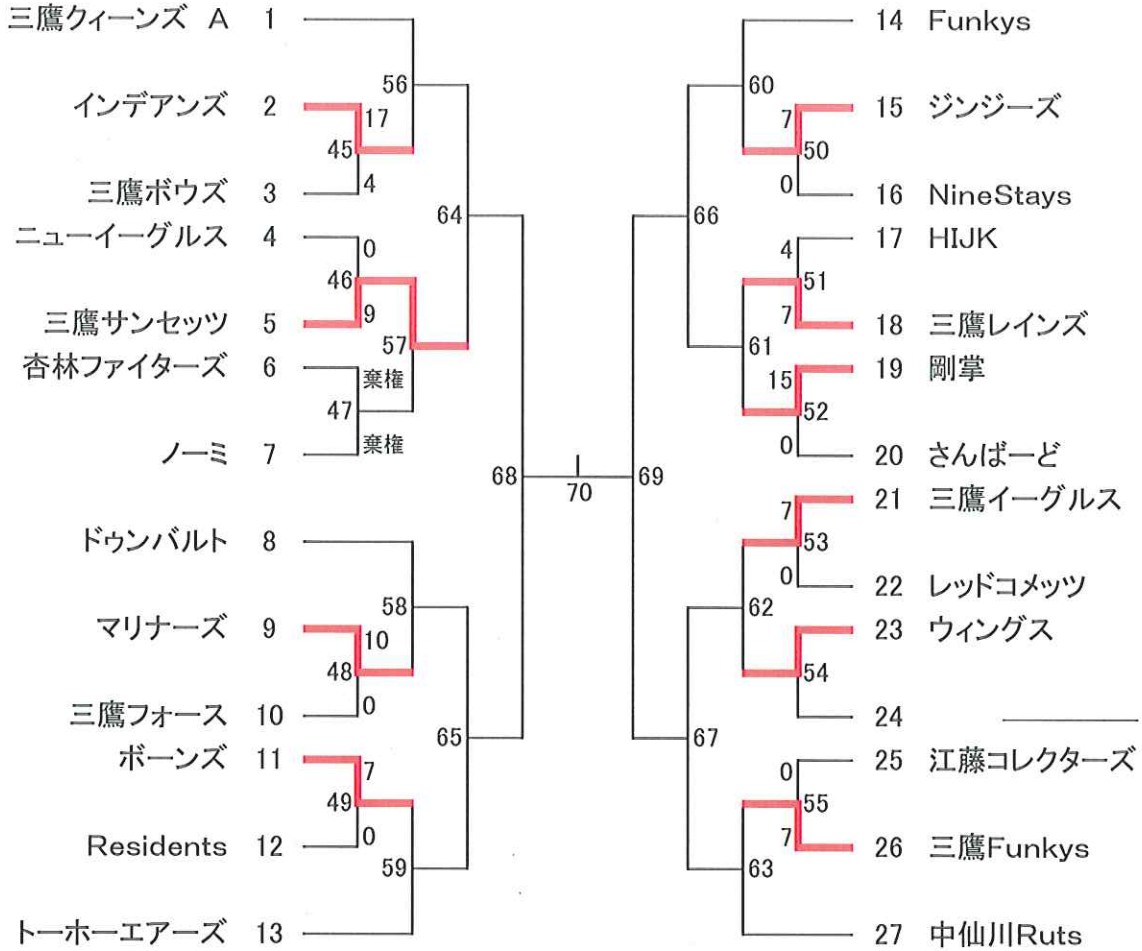 三鷹クィーンズ A 1
56
インデアンズ 2
17
45
三鷹ボウズ 3
4
64
ニューイーグルス 4
0
46
三鷹サンセッツ 5
9
57
杏林ファイターズ 6
棄権
47
ノーミ 7
棄権
68
ドゥンバルト 8
58
マリナーズ 9
10
48
三鷹フォース 10
0
65
ボーンズ 11
7
49
Residents 12
0
59
トーホーエアーズ 13
70
14 Funkys
60
15 ジンジーズ
7
50
16 NineStays
0
66
17 HIJK
4
51
18 三鷹レインズ
7
61
19 剛掌
15
52
20 さんばーど
0
69
21 三鷹イーグルス
7
53
22 レッドコメッツ
0
62
23 ウィングス
54
24
67
25 江藤コレクターズ
0
55
26 三鷹Funkys
7
63
27 中仙川Ruts